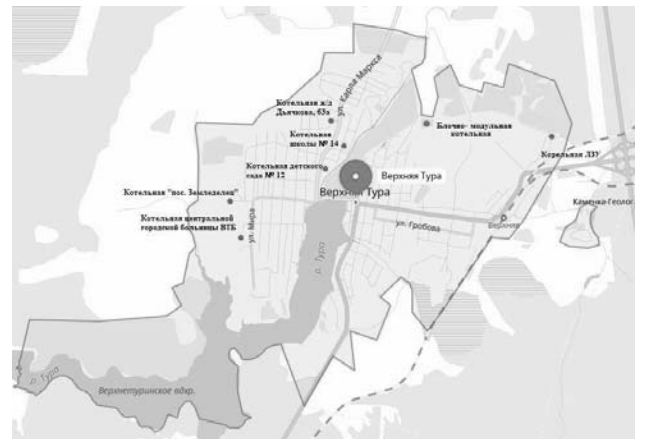 ул. Карла Маркса
Котельная ж/д
Дьячкова, 63а
Котельная
школы № 14
Блочно- модульная
котельная
Котельная ЛЗУ
Котельная детского
сада № 12
Верхняя Тура
Верхняя Тура
Котельная "пос. Земледелец"
Каменка-Геолог
Котельная центральной
городской больницы ВТБ
ул. Мира
р. Тура
ул. Гробова
Верхняя
р. Тура
Верхнетуринское вдхр.